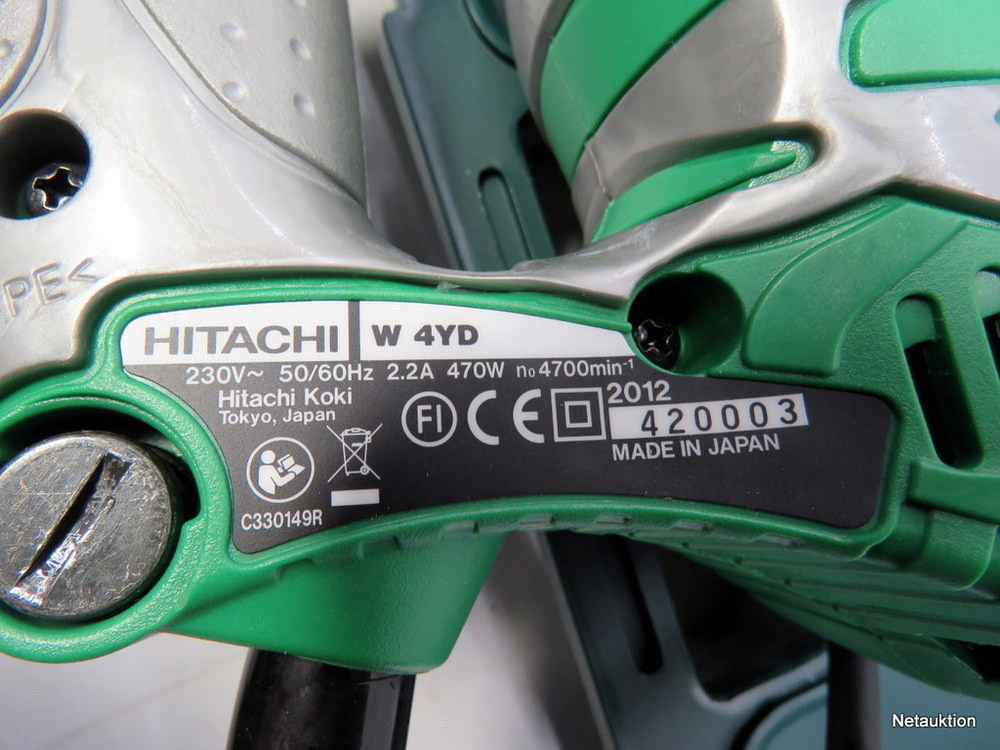 PE<
HITACHI W 4YD
230V~ 50/60Hz 2.2A 470W n₀4700min⁻¹
Hitachi Koki
Tokyo, Japan
FI CE
2012
420003
MADE IN JAPAN
C330149R
Netauktion